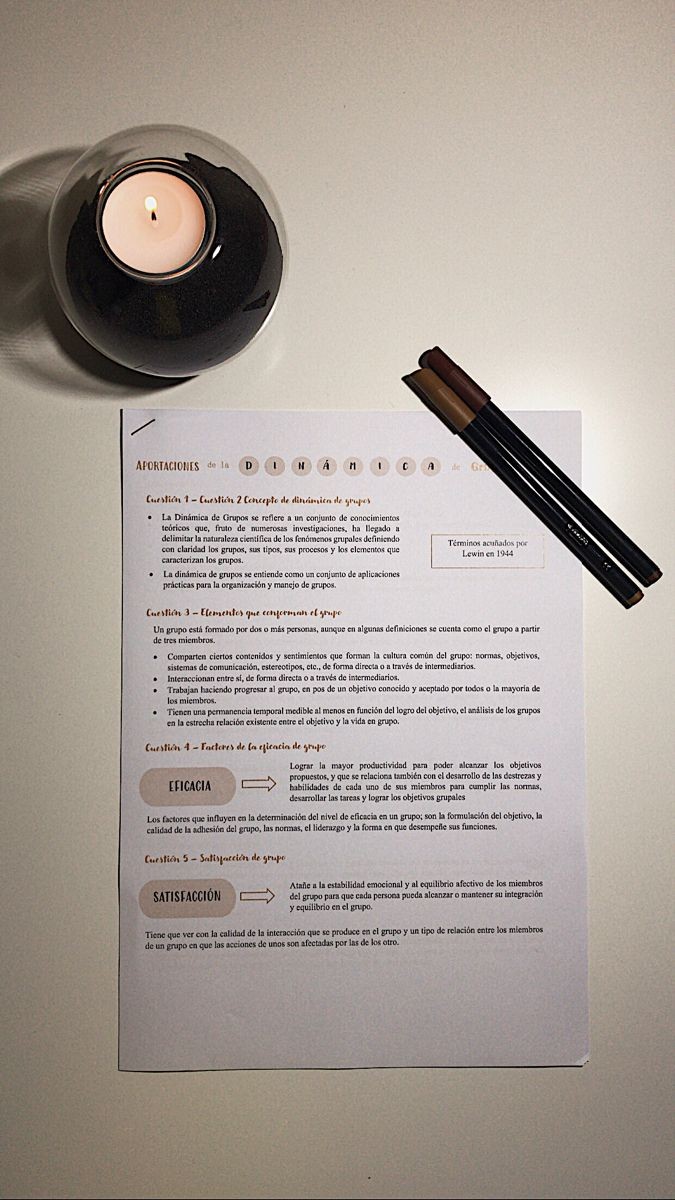 APORTACIONES de la DINÁMICA de
Cuestión 1 – Cuestión 2 Concepto de dinámica de grupos
• La Dinámica de Grupos se refiere a un conjunto de conocimientos
teóricos que, fruto de numerosas investigaciones, ha llegado a
delimitar la naturaleza científica de los fenómenos grupales definiendo
con claridad los grupos, sus tipos, sus procesos y los elementos que
caracterizan los grupos.
• La dinámica de grupos se entiende como un conjunto de aplicaciones
prácticas para la organización y manejo de grupos.
Términos acuñados por
Lewin en 1944
Cuestión 3 – Elementos que conforman el grupo
Un grupo está formado por dos o más personas, aunque en algunas definiciones se cuenta como el grupo a partir
de tres miembros.
• Comparten ciertos contenidos y sentimientos que forman la cultura común del grupo: normas, objetivos,
sistemas de comunicación, estereotipos, etc., de forma directa o a través de intermediarios.
• Interaccionan entre sí, de forma directa o a través de intermediarios.
• Trabajan haciendo progresar al grupo, en pos de un objetivo conocido y aceptado por todos o la mayoría de
los miembros.
• Tienen una permanencia temporal medible al menos en función del logro del objetivo, el análisis de los grupos
en la estrecha relación existente entre el objetivo y la vida en grupo.
Cuestión 4 – Factores de la eficacia de grupo
EFICACIA
Lograr la mayor productividad para poder alcanzar los objetivos
propuestos, y que se relaciona también con el desarrollo de las destrezas y
habilidades de cada uno de sus miembros para cumplir las normas,
desarrollar las tareas y lograr los objetivos grupales
Los factores que influyen en la determinación del nivel de eficacia en un grupo; son la formulación del objetivo, la
calidad de la adhesión del grupo, las normas, el liderazgo y la forma en que desempeñe sus funciones.
Cuestión 5 – Satisfacción de grupo
SATISFACCIÓN
Atañe a la estabilidad emocional y al equilibrio afectivo de los miembros
del grupo para que cada persona pueda alcanzar o mantener su integración
y equilibrio en el grupo.
Tiene que ver con la calidad de la interacción que se produce en el grupo y un tipo de relación entre los miembros
de un grupo en que las acciones de unos son afectadas por las de los otro.